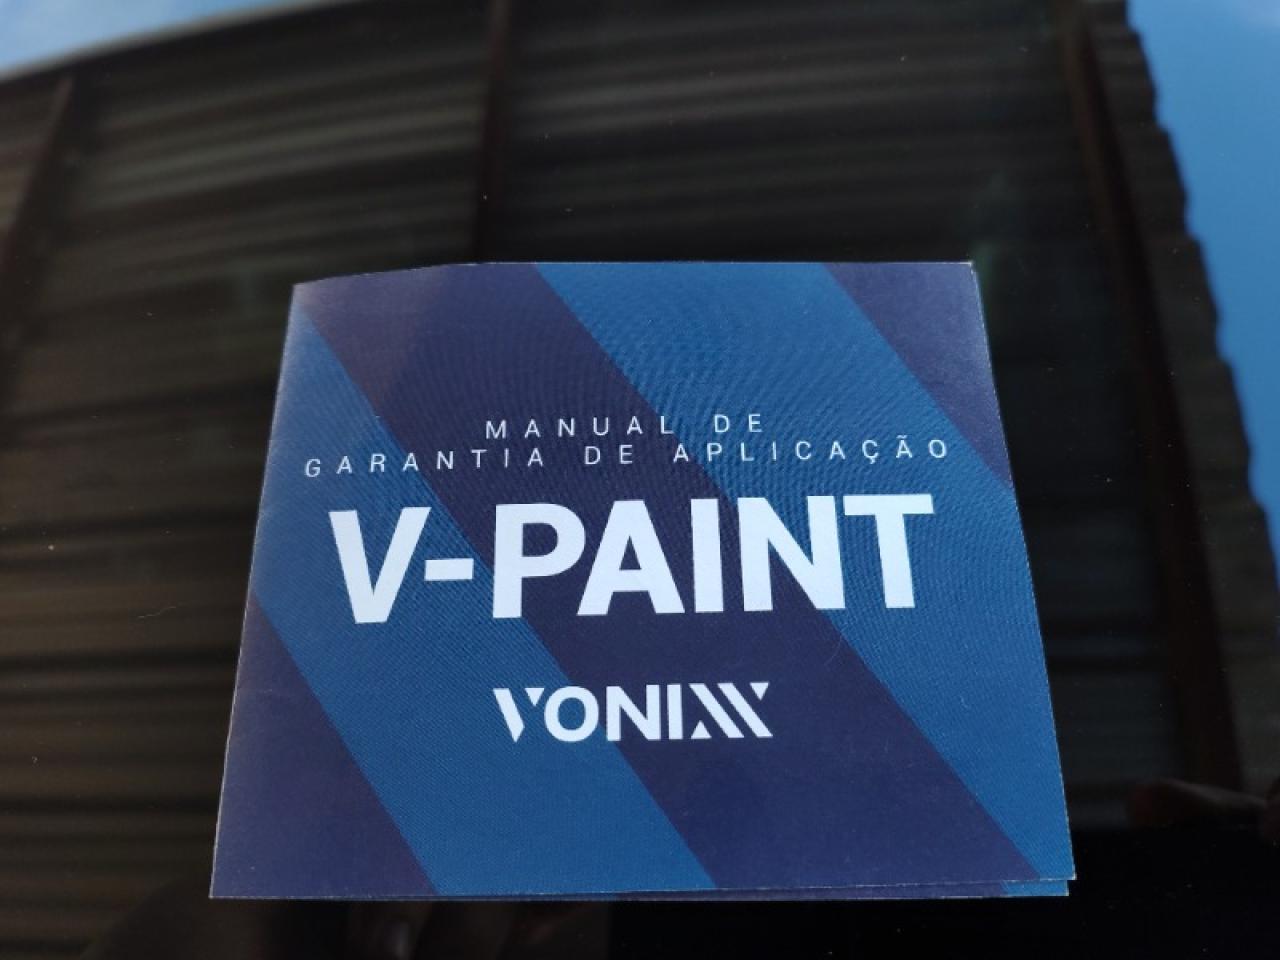 MANUAL DE
GARANTIA DE APLICAÇÃO
V-PAINT
VONIXX